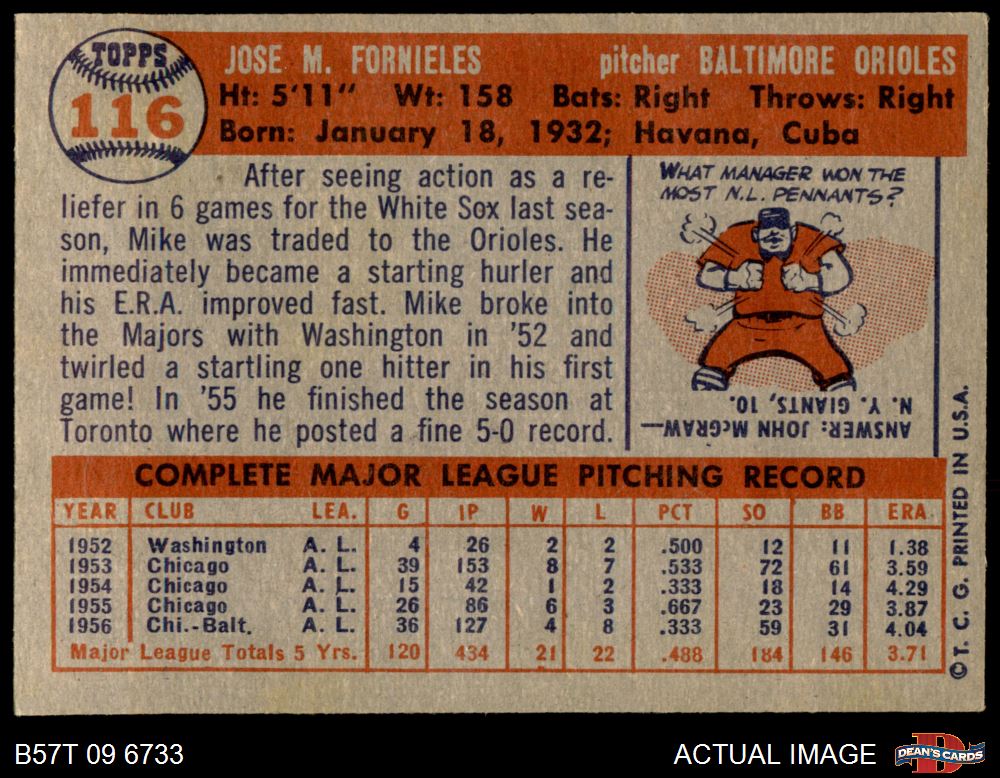 TOPPS
116
JOSE M. FORNIELES pitcher BALTIMORE ORIOLES
Ht: 5'11" Wt: 158 Bats: Right Throws: Right
Born: January 18, 1932; Havana, Cuba
After seeing action as a re-
liefer in 6 games for the White Sox last sea-
son, Mike was traded to the Orioles. He
immediately became a starting hurler and
his E.R.A. improved fast. Mike broke into
the Majors with Washington in '52 and
twirled a startling one hitter in his first
game! In '55 he finished the season at
Toronto where he posted a fine 5-0 record.
WHAT MANAGER WON THE
MOST N.L. PENNANTS?
ANSWER: JOHN McGRAW—
N. Y. GIANTS, 10.
COMPLETE MAJOR LEAGUE PITCHING RECORD
YEAR CLUB LEA. G IP W L PCT SO BB ERA
1952 Washington A. L. 4 26 2 2 .500 12 11 1.38
1953 Chicago A. L. 39 153 8 7 .533 72 61 3.59
1954 Chicago A. L. 15 42 1 2 .333 18 14 4.29
1955 Chicago A. L. 26 86 6 3 .667 23 29 3.87
1956 Chi.-Balt. A. L. 36 127 4 8 .333 59 31 4.04
Major League Totals 5 Yrs. 120 434 21 22 .488 184 146 3.71
© T. C. G. PRINTED IN U.S.A.
B57T 09 6733 ACTUAL IMAGE
D
DEAN'S CARDS